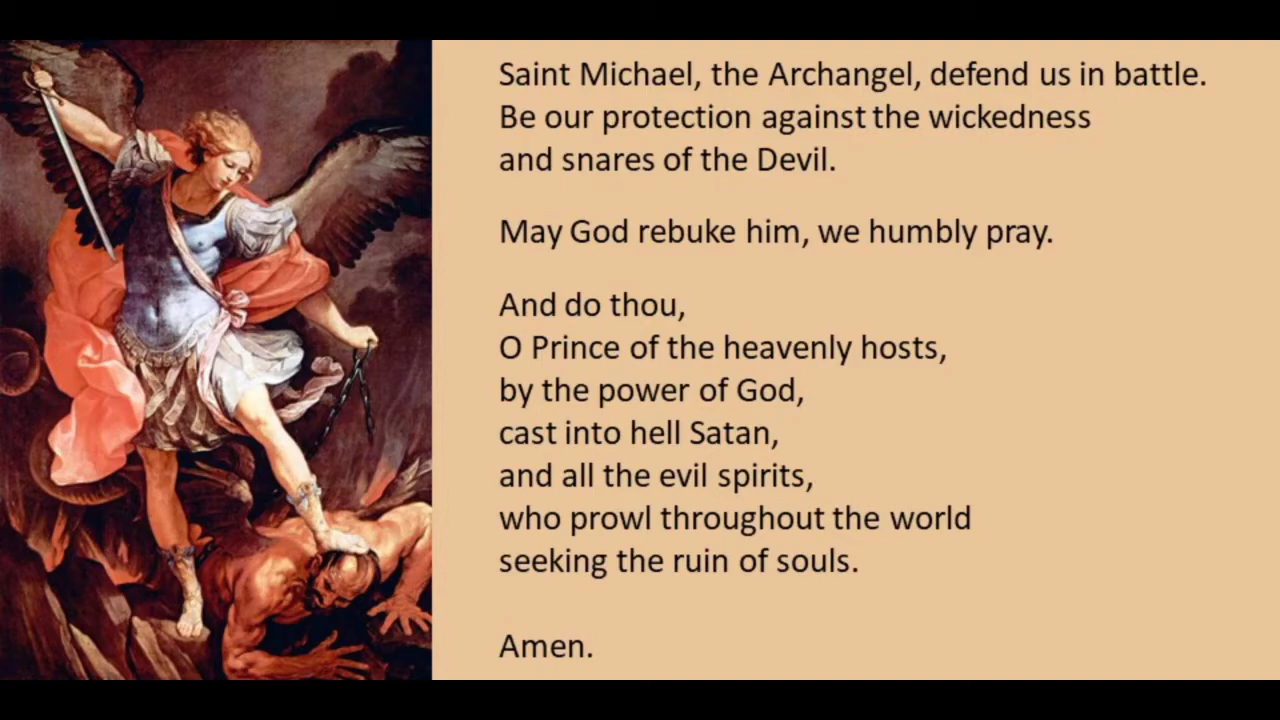 Saint Michael, the Archangel, defend us in battle.
Be our protection against the wickedness
and snares of the Devil.
May God rebuke him, we humbly pray.
And do thou,
O Prince of the heavenly hosts,
by the power of God,
cast into hell Satan,
and all the evil spirits,
who prowl throughout the world
seeking the ruin of souls.
Amen.